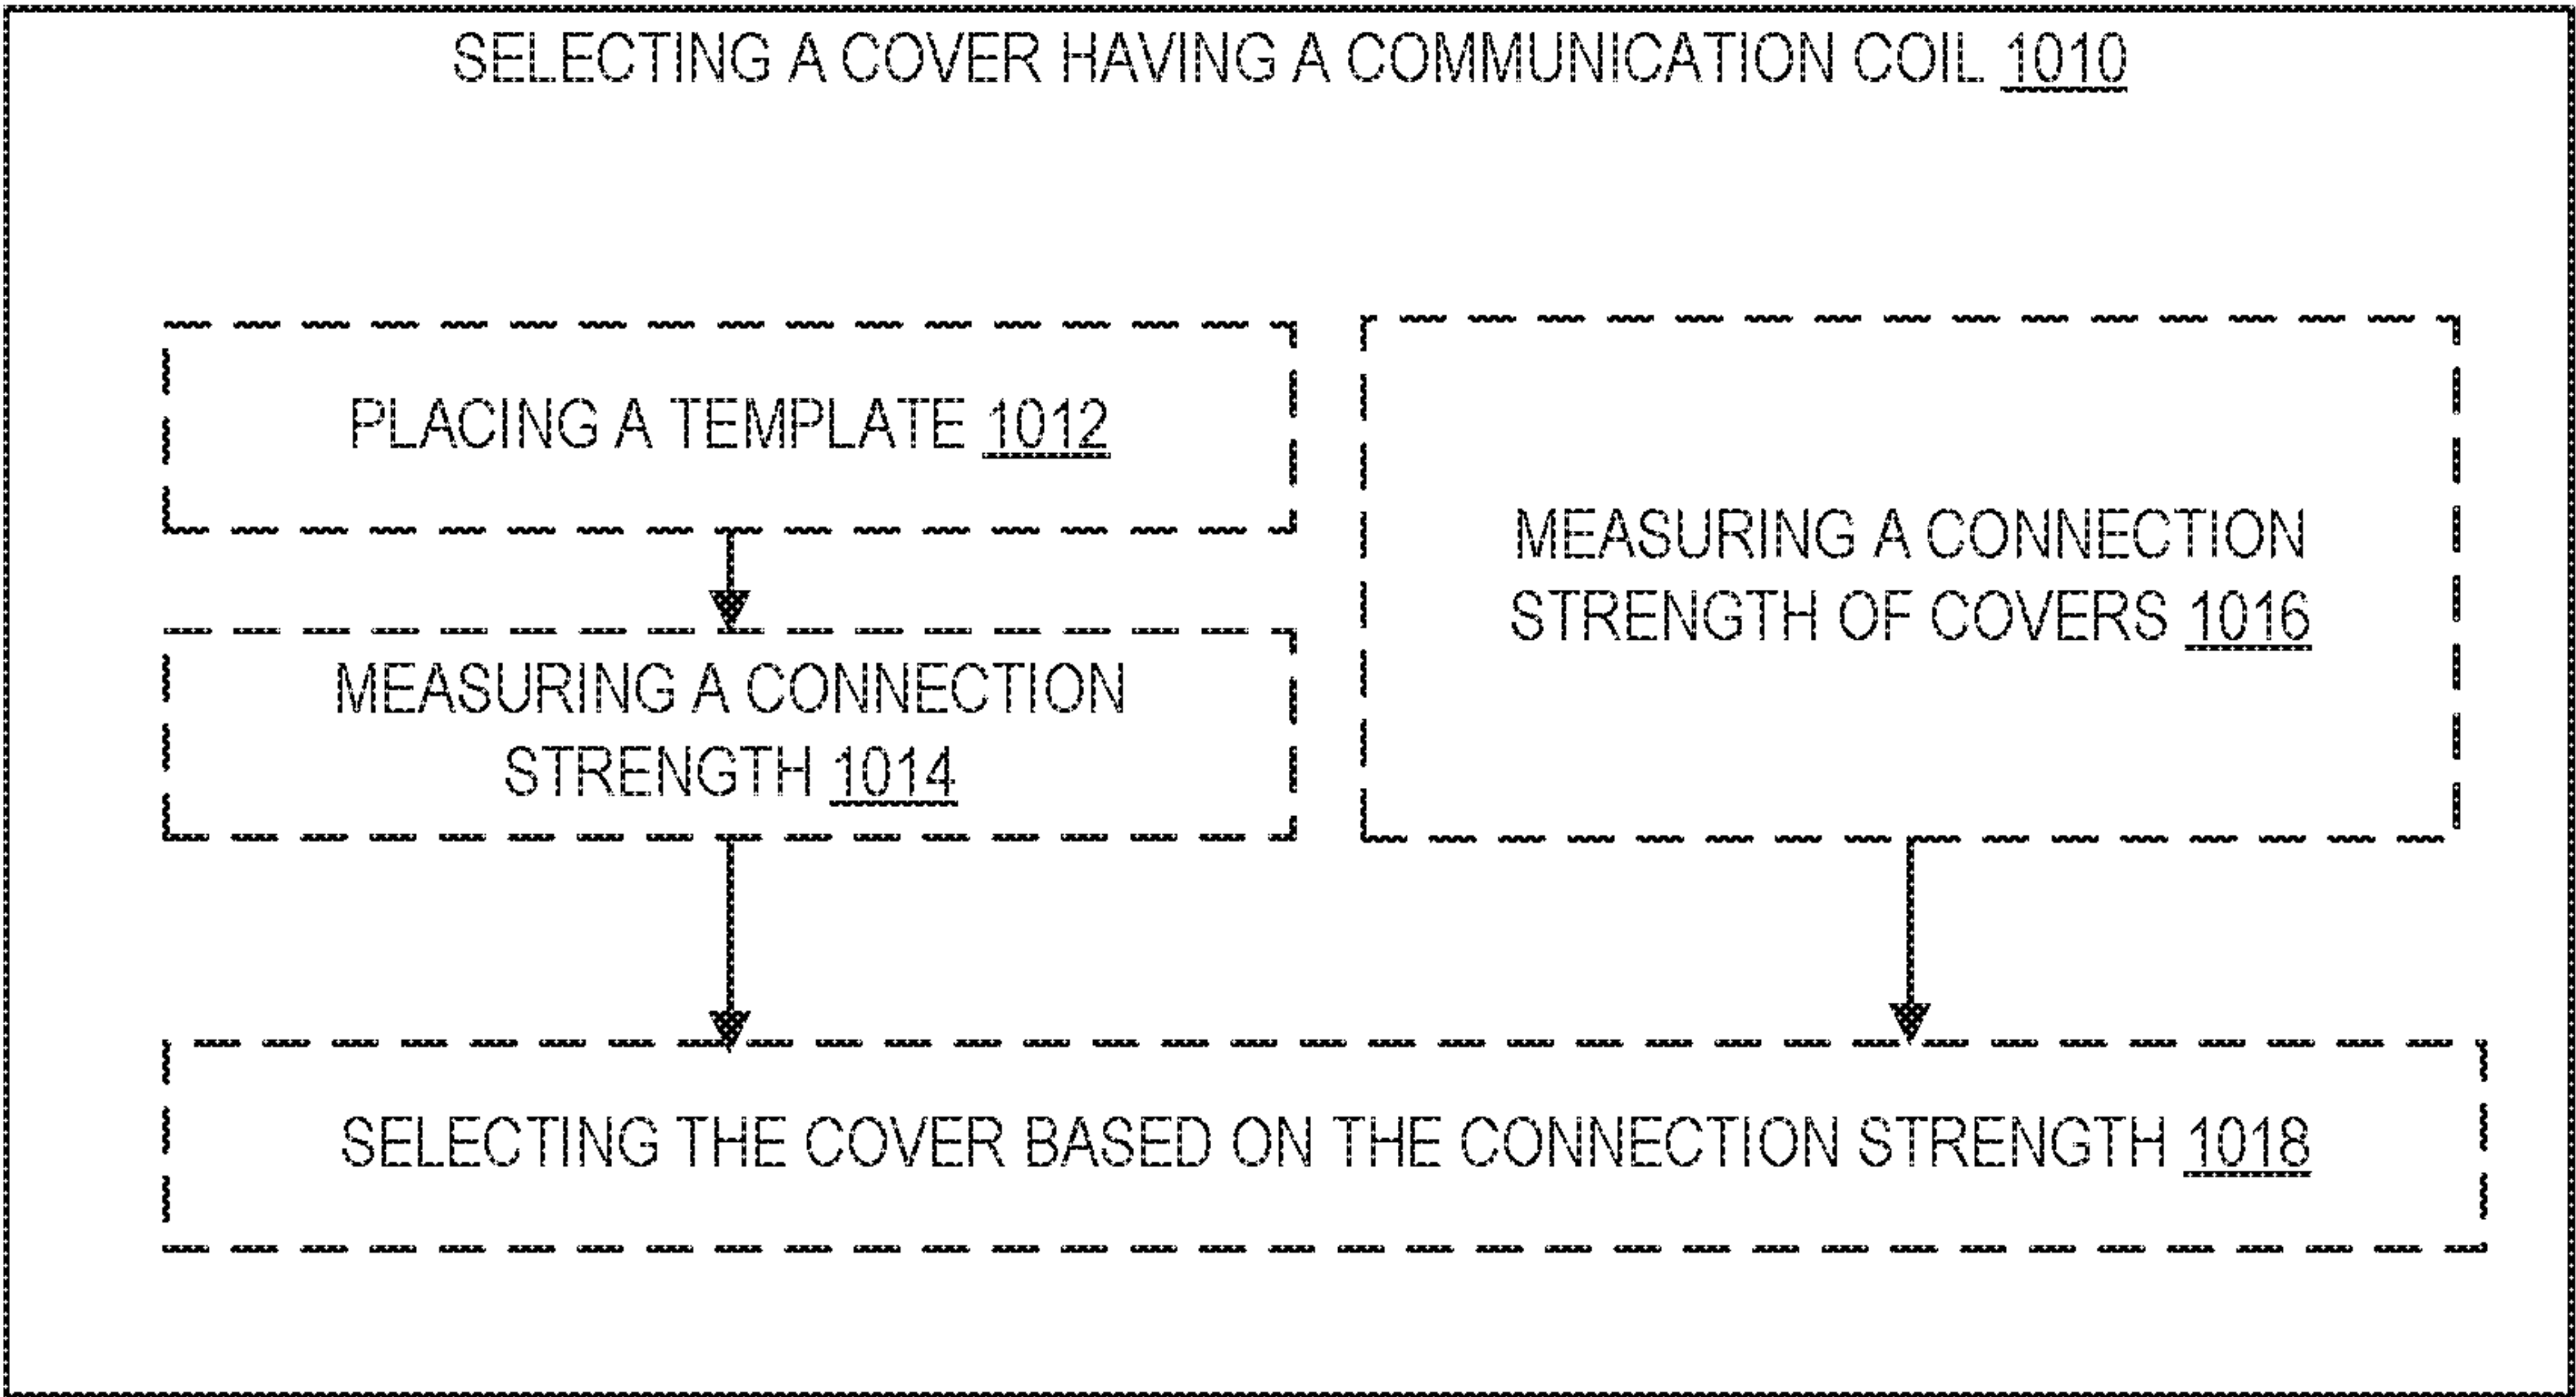 SELECTING A COVER HAVING A COMMUNICATION COIL 1010
PLACING A TEMPLATE 1012
MEASURING A CONNECTION
STRENGTH 1014
MEASURING A CONNECTION
STRENGTH OF COVERS 1016
SELECTING THE COVER BASED ON THE CONNECTION STRENGTH 1018